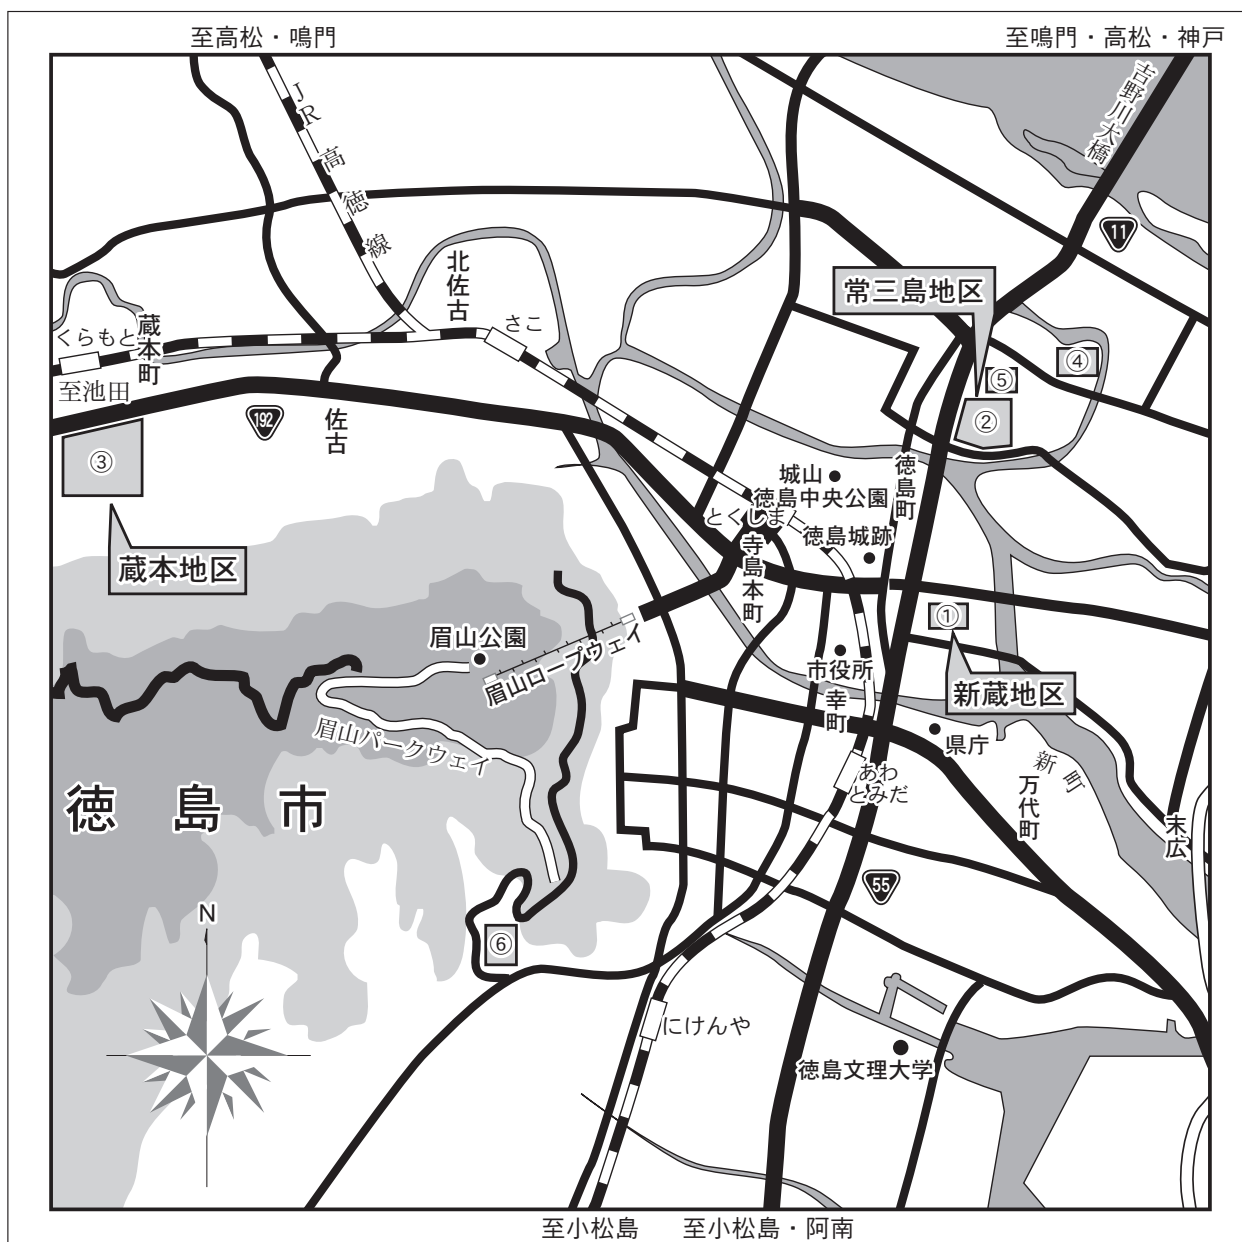 至高松・鳴門
至鳴門・高松・神戸
JR高徳線
吉野川大橋
11
常三島地区
北佐古
さこ
くらもと
蔵本町
至池田
192
佐古
④
⑤
②
③
徳島町
城山
徳島中央公園
とくしま
徳島城跡
寺島本町
蔵本地区
①
眉山公園
眉山ロープウェイ
市役所
幸町
新蔵地区
眉山パークウェイ
県庁
新町
あわ
とみだ
万代町
末広
徳島市
55
N
⑥
にけんや
徳島文理大学
至小松島
至小松島・阿南